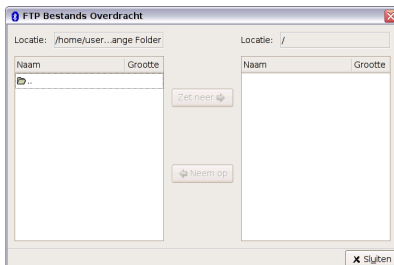 FTP Bestands Overdracht
Locatie: /home/user...ange Folder
Locatie: /
Naam Grootte
Naam Grootte
..
Zet neer
Neem op
Sluiten